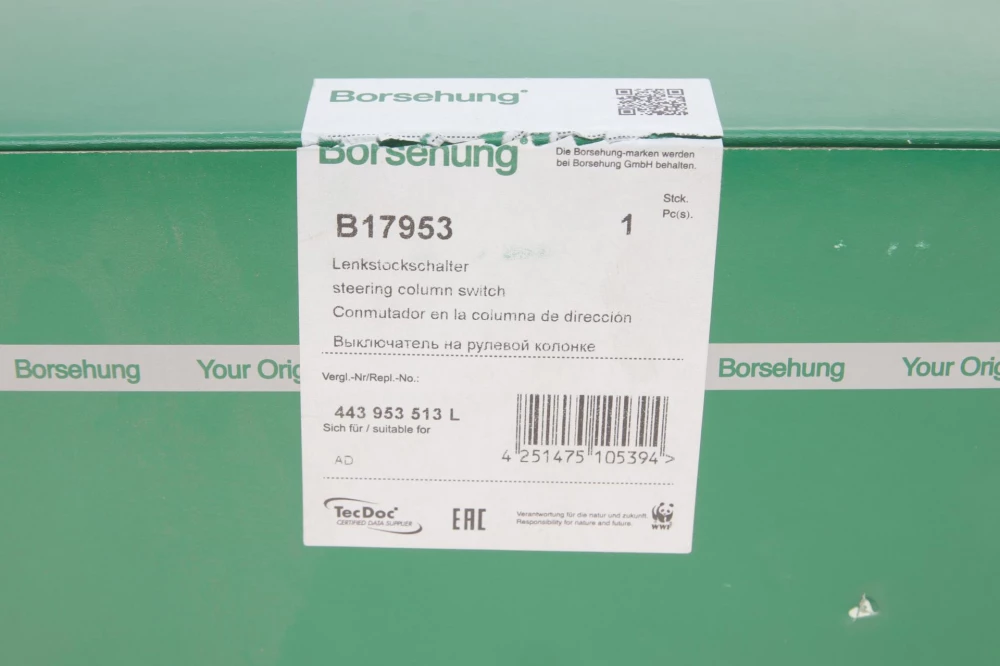 Borsehung®
Borsehung®
Die Borsehung-marken werden
bei Borsehung GmbH behalten.
B17953
1
Stck.
Pc(s).
Lenkstockschalter
steering column switch
Conmutador en la columna de dirección
Выключатель на рулевой колонке
Borsehung Your Orig
Borsehung Your Orig
Vergl.-Nr/Repl.-No.:
443 953 513 L
Sich für / suitable for
AD
4 251475 105394 >
TecDoc®
CERTIFIED DATA SUPPLIER
EAC
Verantwortung für die natur und zukunft.
Responsibility for nature and future.
WWF